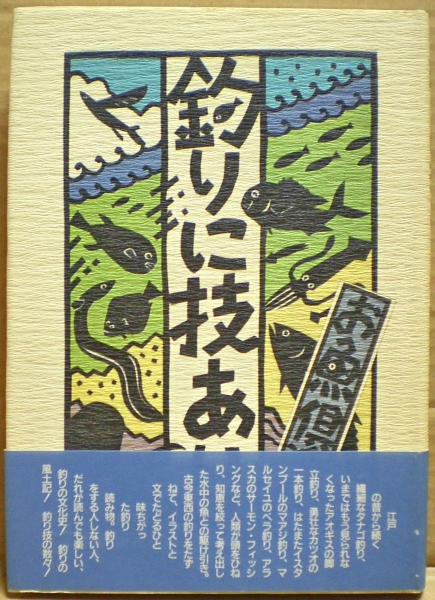 釣りに技あり
お魚
江戸
の昔から続く
繊細なタナゴ釣り、
いまではもう見られな
くなったアオギスの脚
立釣り、勇壮なカツオの
一本釣り、はたまたイスタ
ンブールのマアジ釣り、マ
ルセイユのベラ釣り、アラ
スカのサーモン・フィッシ
ングなど、人類が頭をひね
り、知恵を絞って考え出し
た水中の魚との駆け引き。
古今東西の釣りをたず
ねて、イラストと
文でたどるひと
味ちがっ
た釣り
読み物。釣り
をする人しない人、
だれが読んでも楽しい、
釣りの文化史！釣りの
風土記！釣り技の数々！